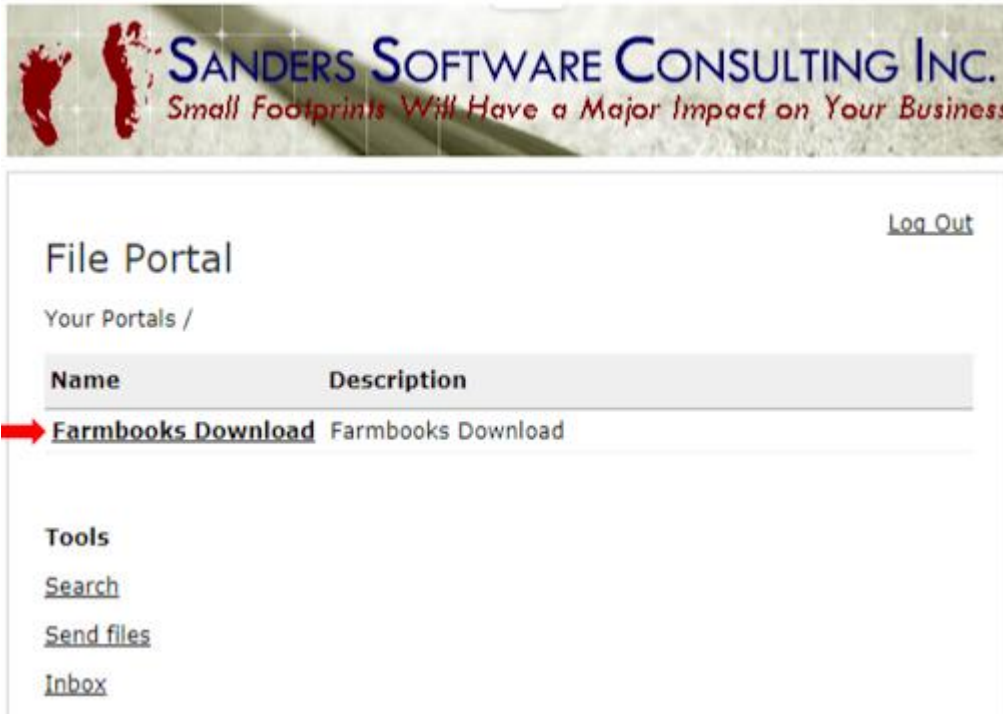 SANDERS SOFTWARE CONSULTING INC.
Small Footprints Will Have a Major Impact on Your Business
Log Out
File Portal
Your Portals /
Name Description
Farmbooks Download Farmbooks Download
Tools
Search
Send files
Inbox